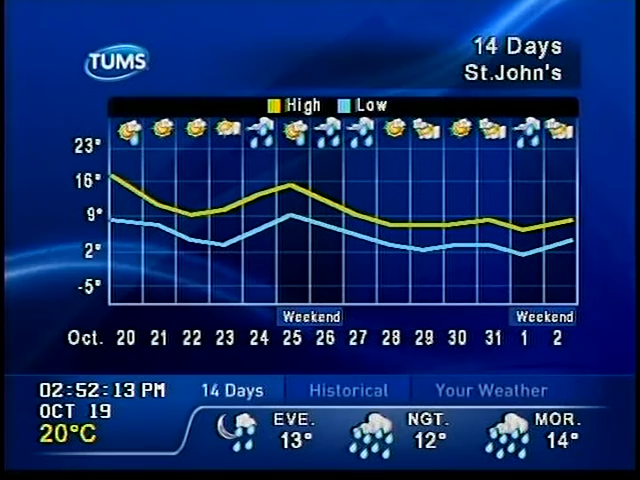 TUMS
14 Days
St.John's
High Low
23°
16°
9°
2°
-5°
Weekend Weekend
Oct. 20 21 22 23 24 25 26 27 28 29 30 31 1 2
02:52:13 PM
OCT 19
20°C
14 Days Historical Your Weather
EVE. 13°
NGT. 12°
MOR. 14°